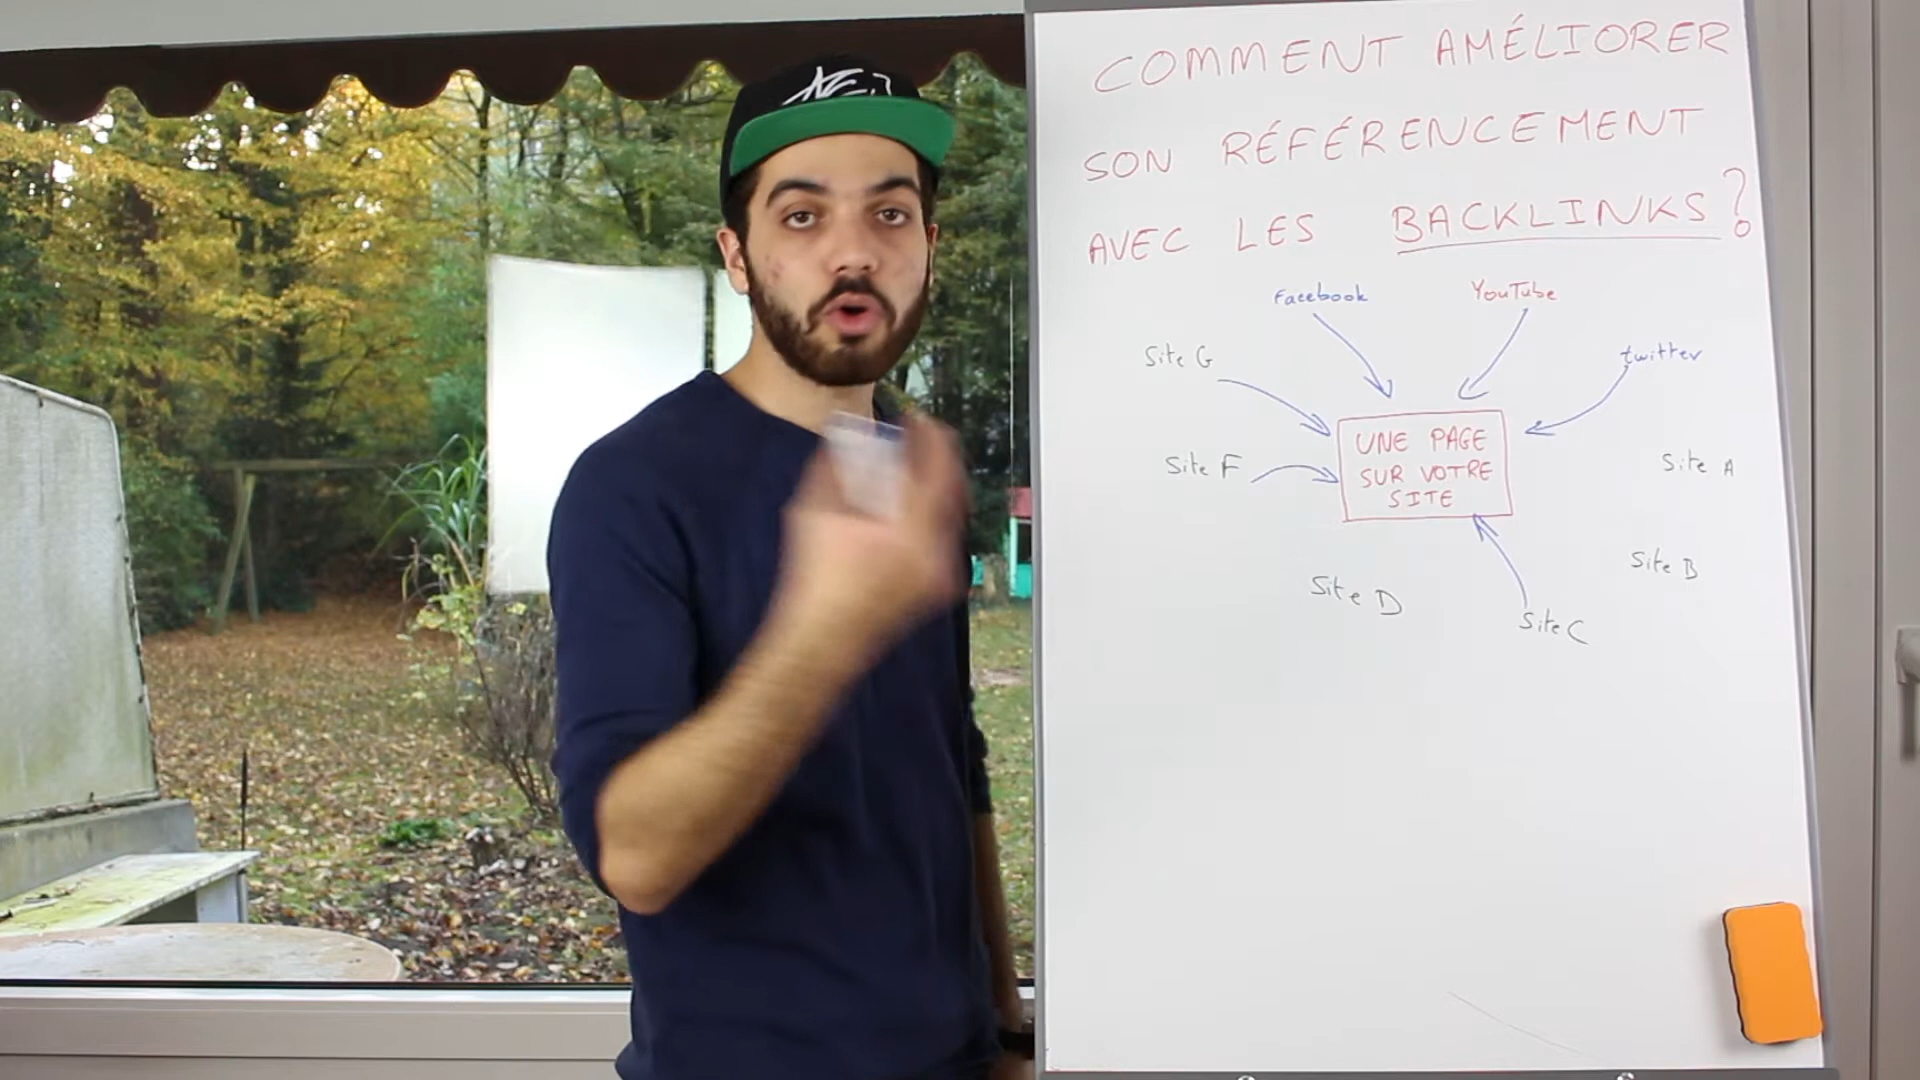 COMMENT AMÉLIORER
SON RÉFÉRENCEMENT
AVEC LES BACKLINKS?
Facebook
YouTube
Site G
twitter
UNE PAGE
SUR VOTRE
SITE
Site F
Site A
Site B
Site D
Site C